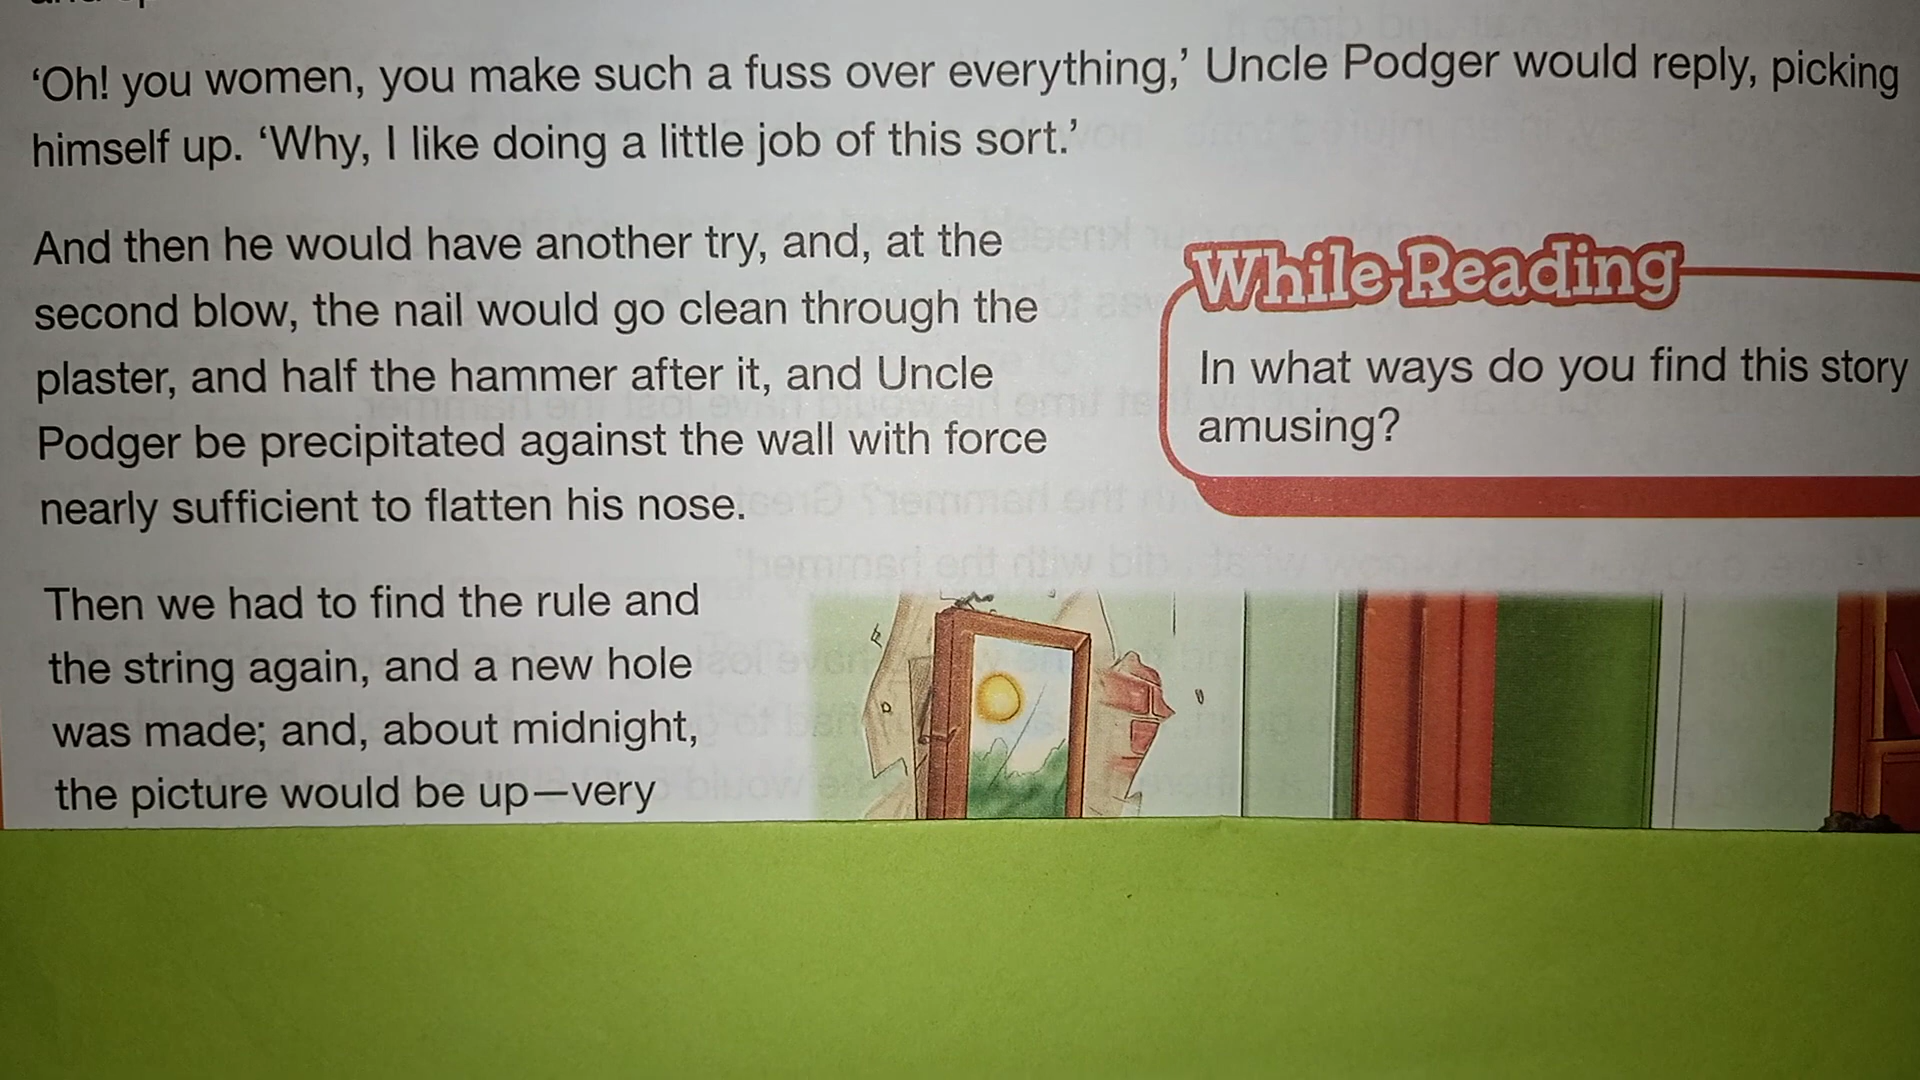 ‘Oh! you women, you make such a fuss over everything,’ Uncle Podger would reply, picking
himself up. ‘Why, I like doing a little job of this sort.’
And then he would have another try, and, at the
second blow, the nail would go clean through the
plaster, and half the hammer after it, and Uncle
Podger be precipitated against the wall with force
nearly sufficient to flatten his nose.
While-Reading
In what ways do you find this story
amusing?
Then we had to find the rule and
the string again, and a new hole
was made; and, about midnight,
the picture would be up—very